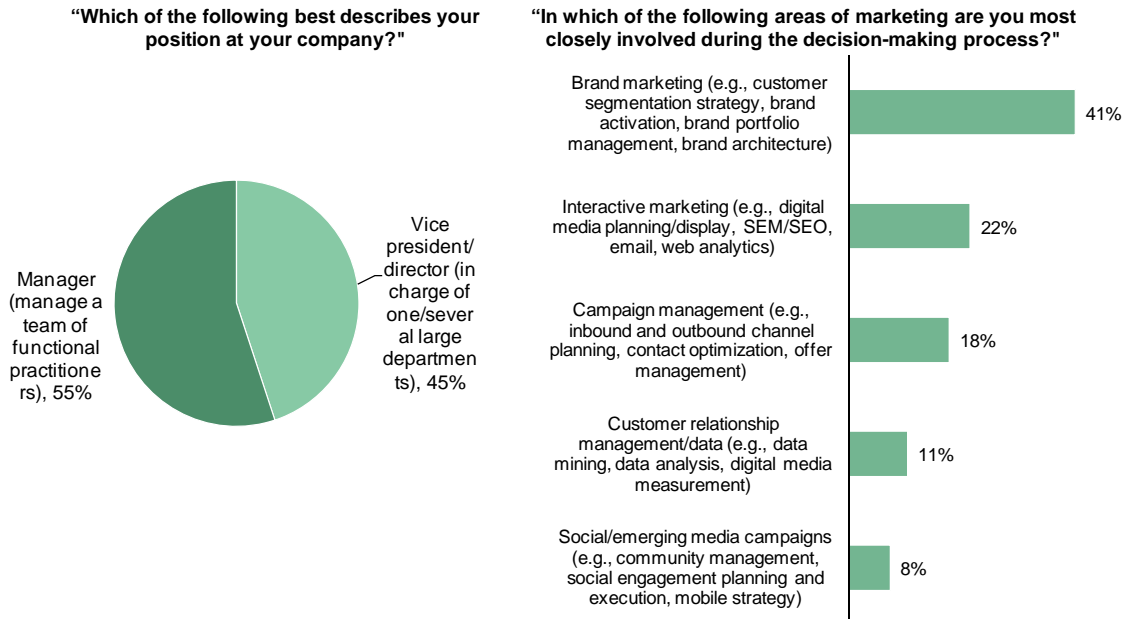 “Which of the following best describes your
position at your company?"
Manager
(manage a
team of
functional
practitione
rs), 55%
Vice
president/
director (in
charge of
one/sever
al large
departmen
ts), 45%
“In which of the following areas of marketing are you most
closely involved during the decision-making process?"
Brand marketing (e.g., customer
segmentation strategy, brand
activation, brand portfolio
management, brand architecture)
41%
Interactive marketing (e.g., digital
media planning/display, SEM/SEO,
email, web analytics)
22%
Campaign management (e.g.,
inbound and outbound channel
planning, contact optimization, offer
management)
18%
Customer relationship
management/data (e.g., data
mining, data analysis, digital media
measurement)
11%
Social/emerging media campaigns
(e.g., community management,
social engagement planning and
execution, mobile strategy)
8%